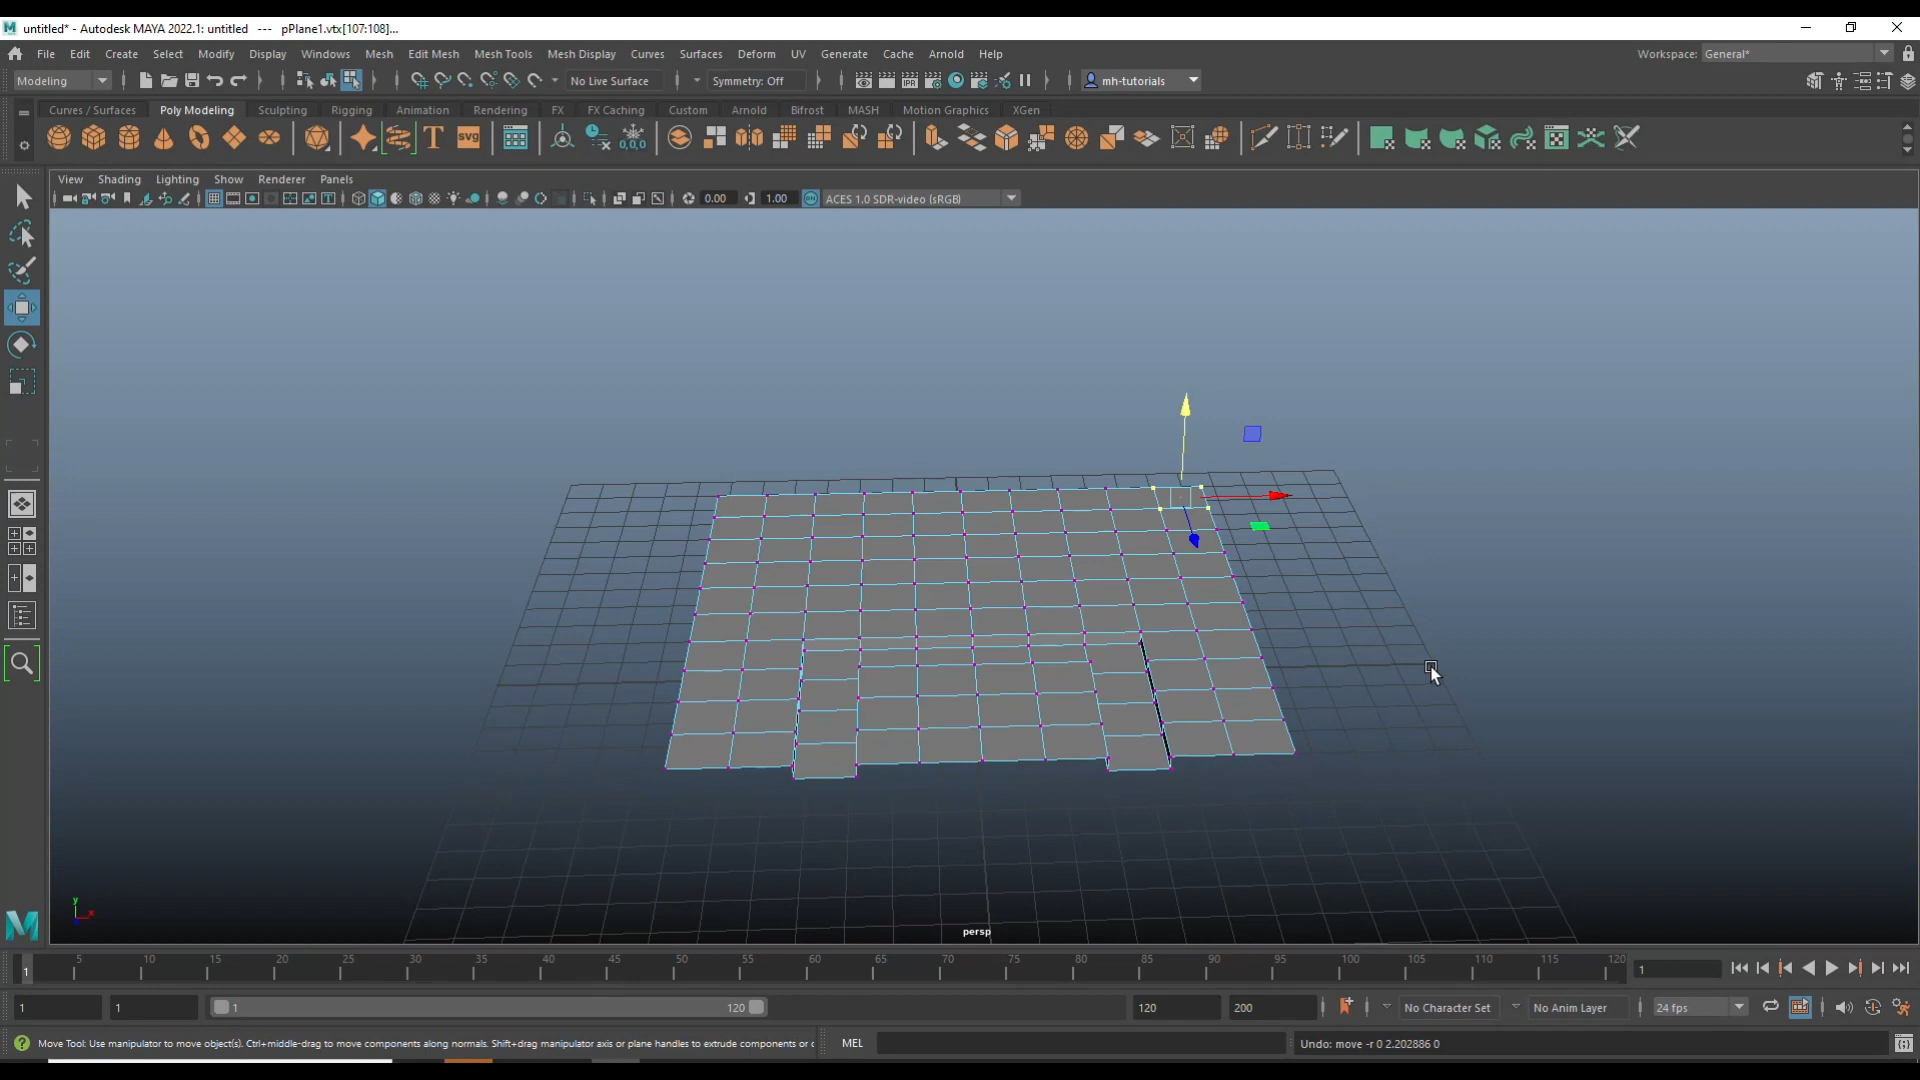 untitled* - Autodesk MAYA 2022.1: untitled --- pPlane1.vtx[107:108]...
File Edit Create Select Modify Display Windows Mesh Edit Mesh Mesh Tools Mesh Display Curves Surfaces Deform UV Generate Cache Arnold Help Workspace: General*
Modeling No Live Surface Symmetry: Off mh-tutorials
Curves / Surfaces Poly Modeling Sculpting Rigging Animation Rendering FX FX Caching Custom Arnold Bifrost MASH Motion Graphics XGen
T svg 0,0,0
View Shading Lighting Show Renderer Panels
0.00 1.00 ACES 1.0 SDR-video (sRGB)
y x
persp
1 5 10 15 20 25 30 35 40 45 50 55 60 65 70 75 80 85 90 95 100 105 110 115 120 1
1 1 1 120 120 200 No Character Set No Anim Layer 24 fps
Move Tool: Use manipulator to move object(s). Ctrl+middle-drag to move components along normals. Shift+drag manipulator axis or plane handles to extrude components or c MEL Undo: move -r 0 2.202886 0